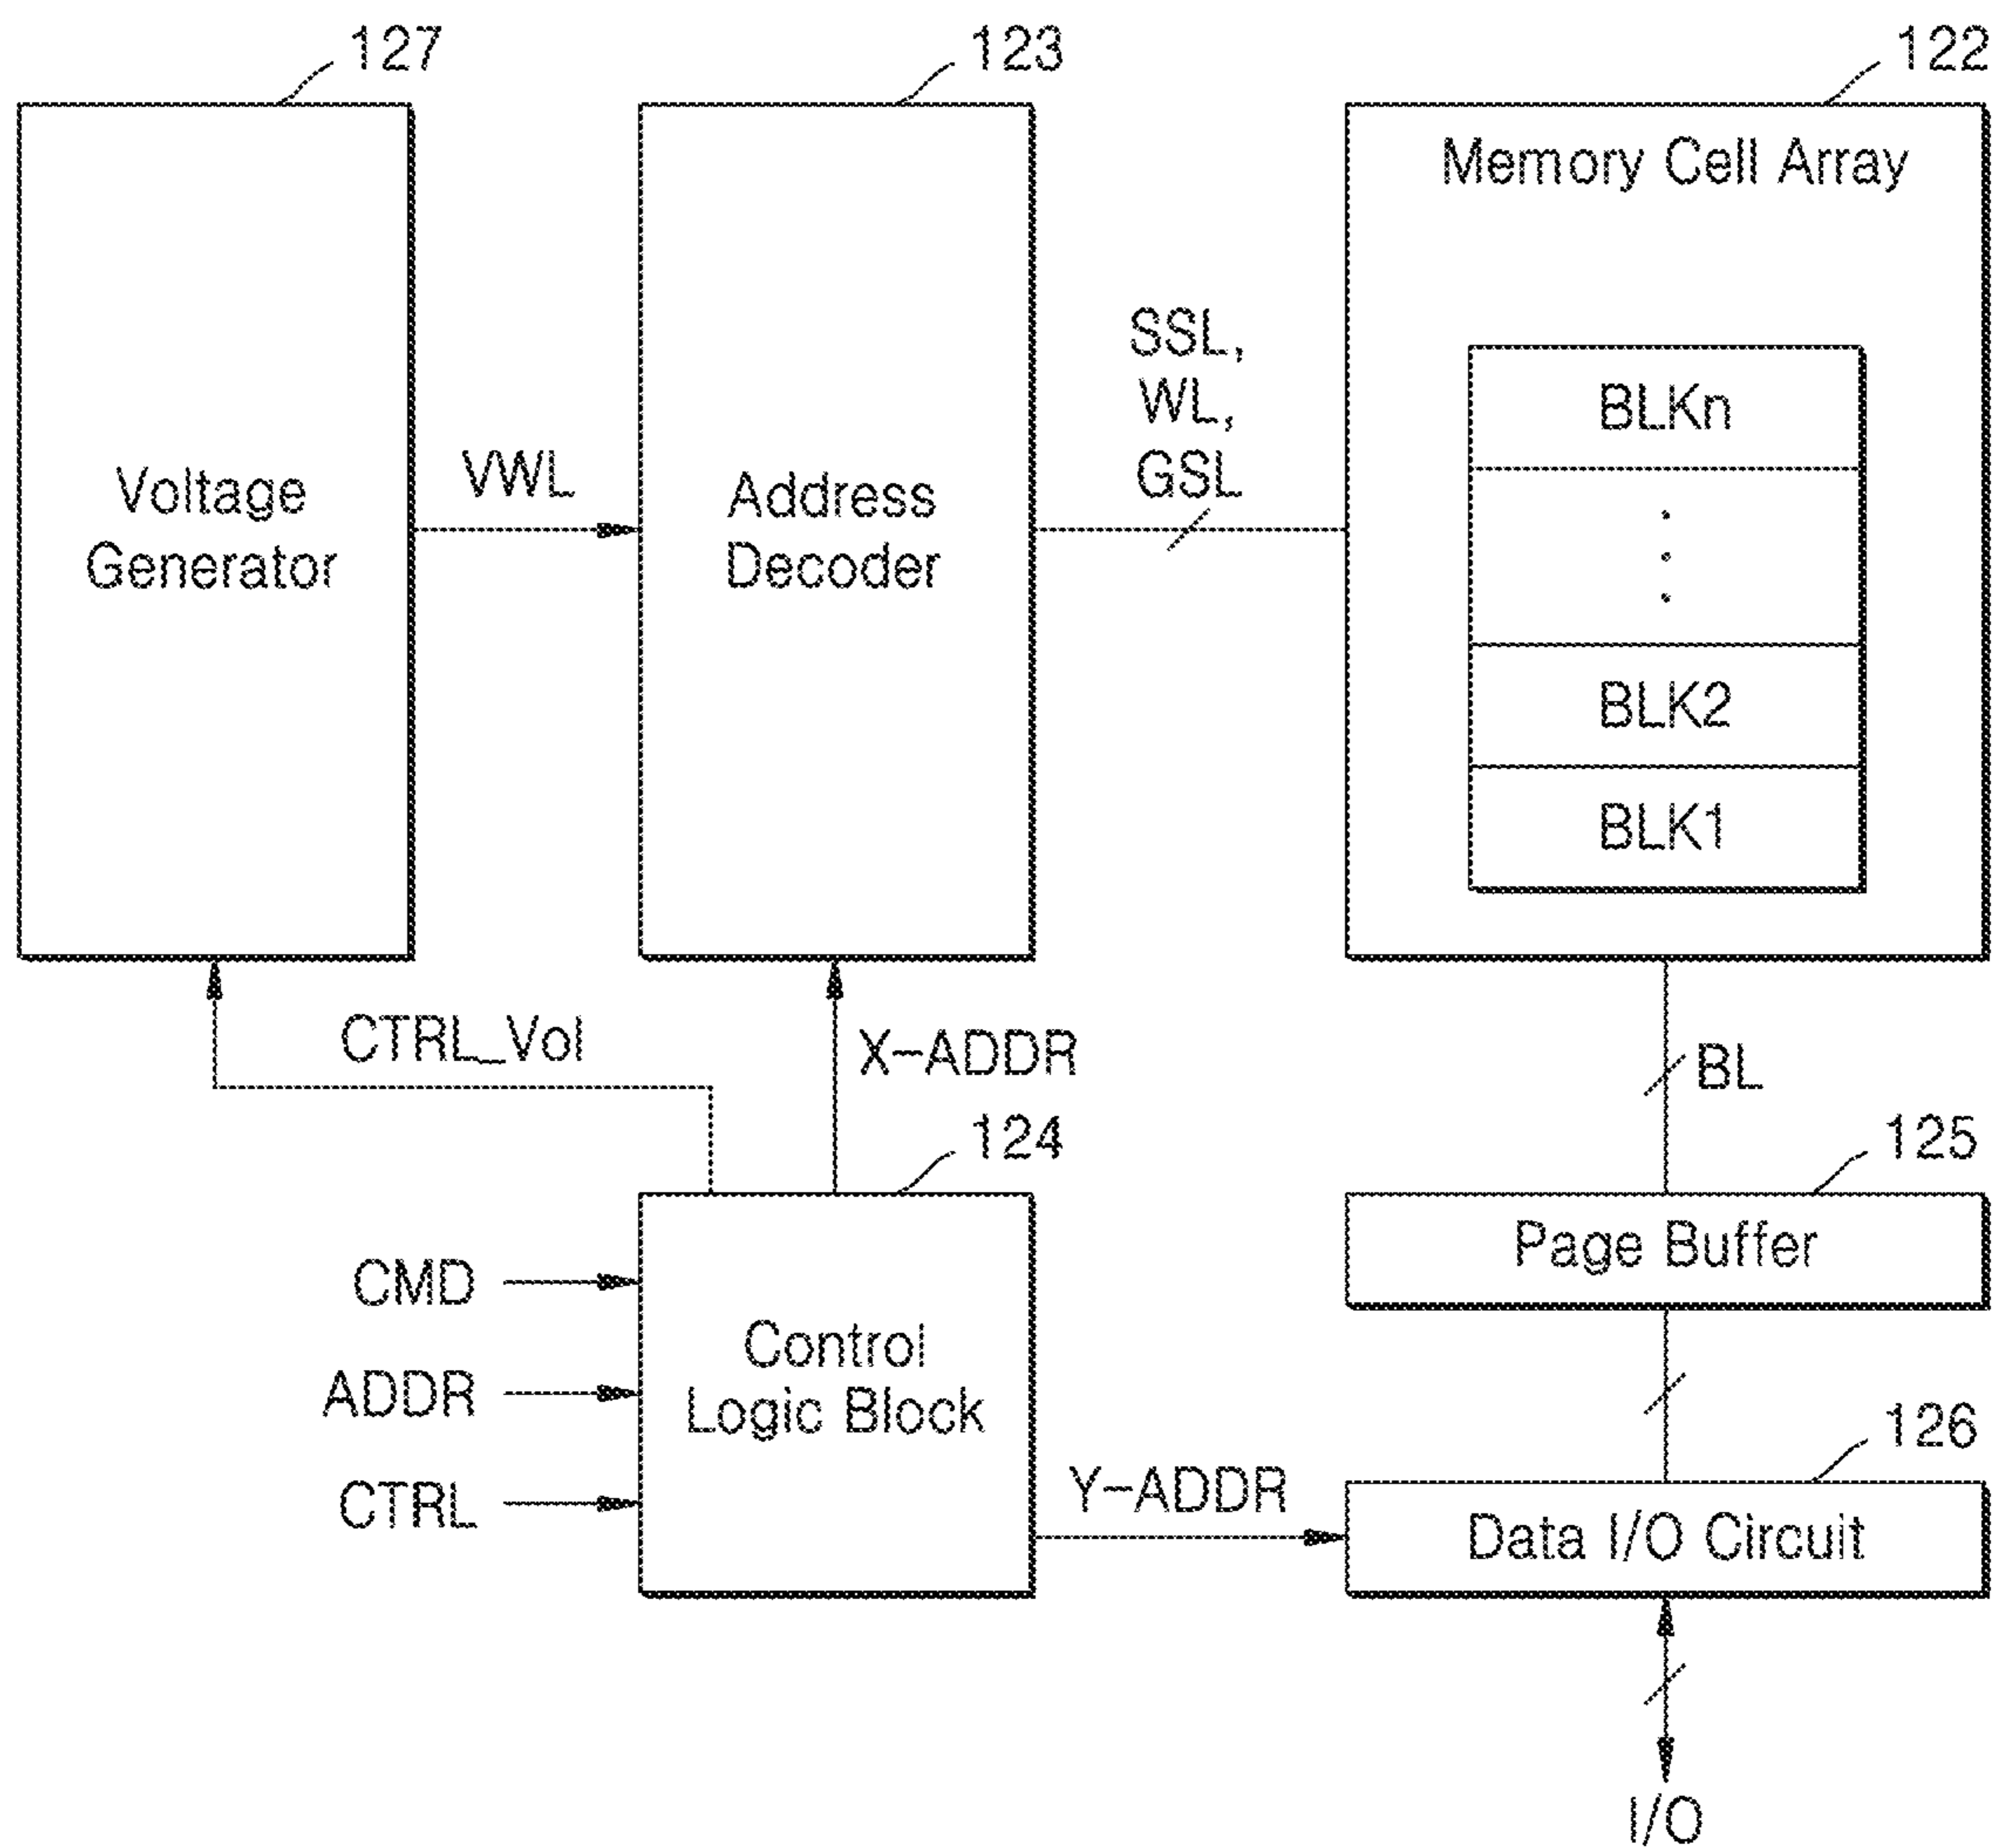 127
123
122
Memory Cell Array
SSL,
WL,
GSL
BLKn
BLK2
BLK1
Voltage
Generator
VWL
Address
Decoder
CTRL_Vol
X-ADDR
BL
124
125
Page Buffer
CMD
ADDR
CTRL
Control
Logic Block
126
Y-ADDR
Data I/O Circuit
I/O